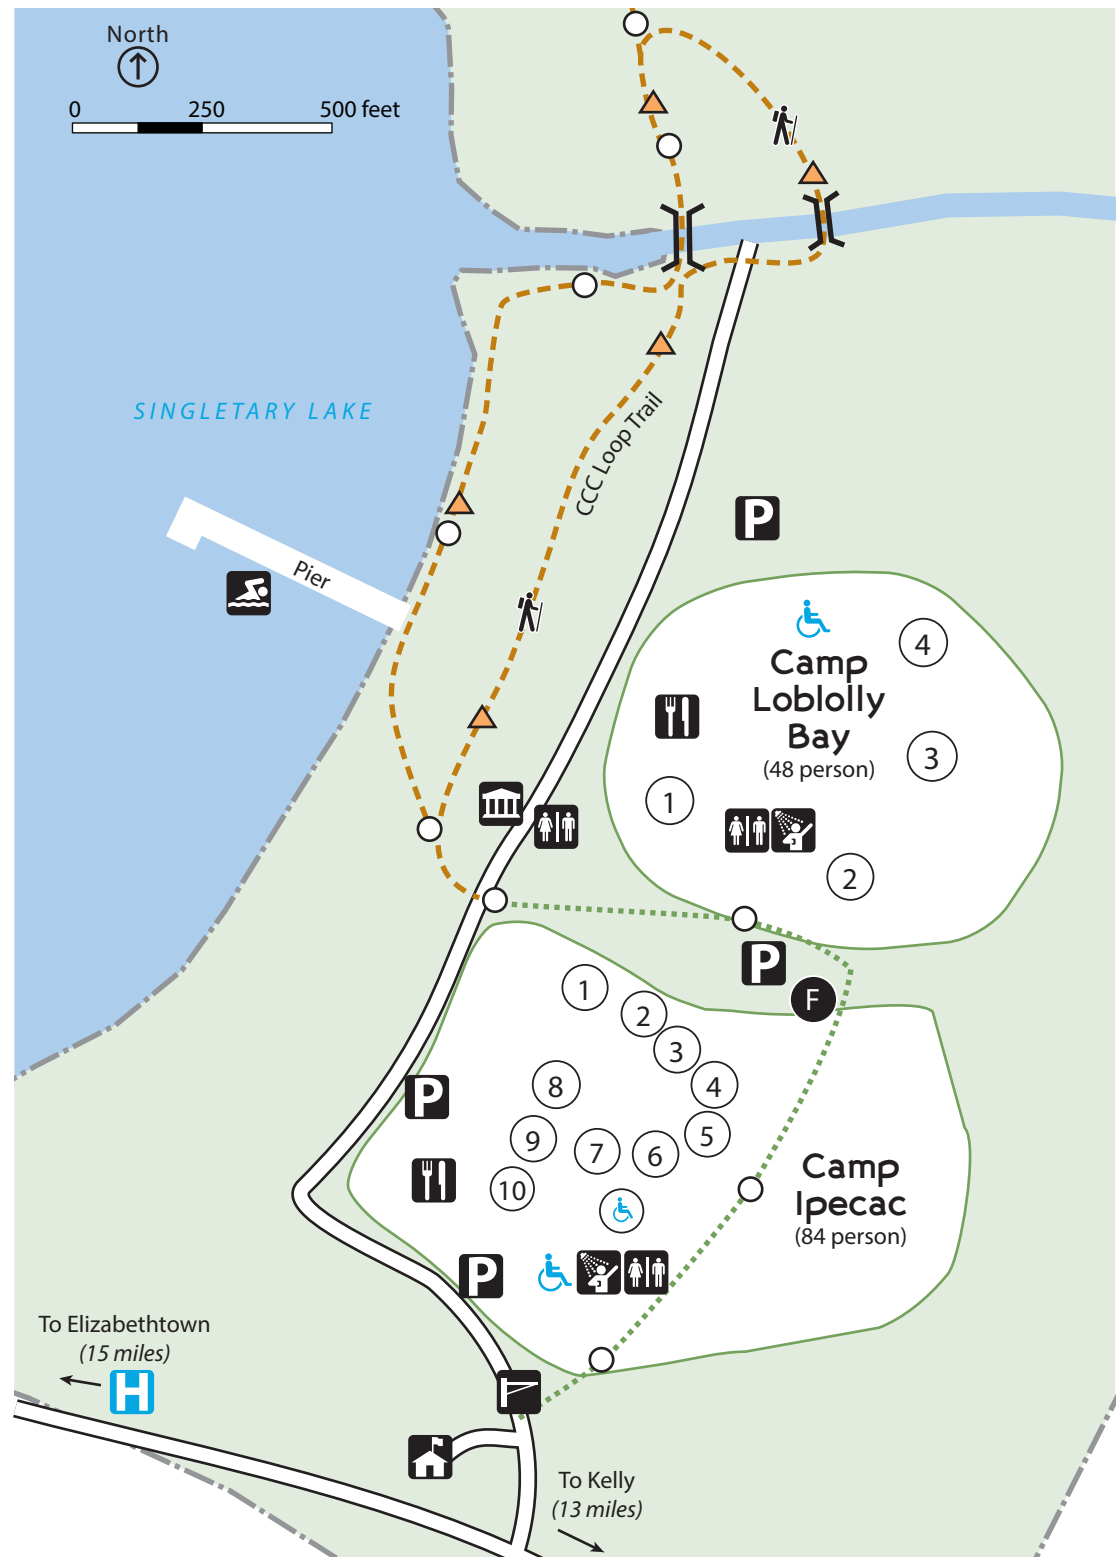 North
0 250 500 feet
SINGLETARY LAKE
CCC Loop Trail
Pier
P
Camp
Loblolly
Bay
(48 person)
4
3
1
2
P
F
1
2
3
4
5
6
7
8
9
10
P
Camp
Ipecac
(84 person)
P
To Elizabethtown
(15 miles)
H
To Kelly
(13 miles)